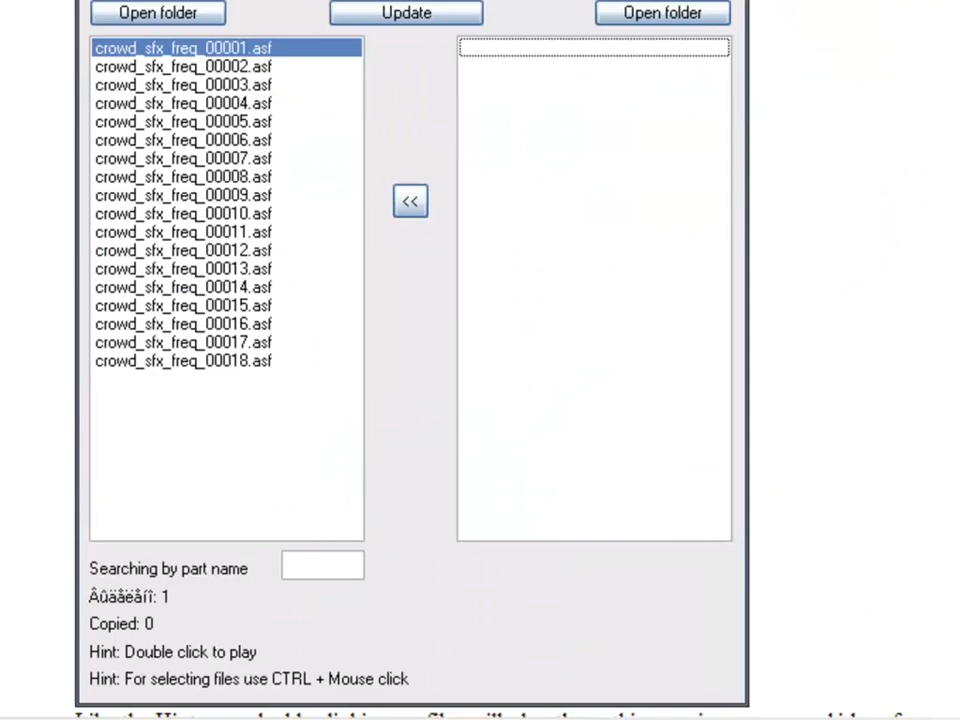 Open folder
Update
Open folder
crowd_sfx_freq_00001.asf
crowd_sfx_freq_00002.asf
crowd_sfx_freq_00003.asf
crowd_sfx_freq_00004.asf
crowd_sfx_freq_00005.asf
crowd_sfx_freq_00006.asf
crowd_sfx_freq_00007.asf
crowd_sfx_freq_00008.asf
crowd_sfx_freq_00009.asf
crowd_sfx_freq_00010.asf
crowd_sfx_freq_00011.asf
crowd_sfx_freq_00012.asf
crowd_sfx_freq_00013.asf
crowd_sfx_freq_00014.asf
crowd_sfx_freq_00015.asf
crowd_sfx_freq_00016.asf
crowd_sfx_freq_00017.asf
crowd_sfx_freq_00018.asf
<<
Searching by part name
Âûäåëåíî: 1
Copied: 0
Hint: Double click to play
Hint: For selecting files use CTRL + Mouse click